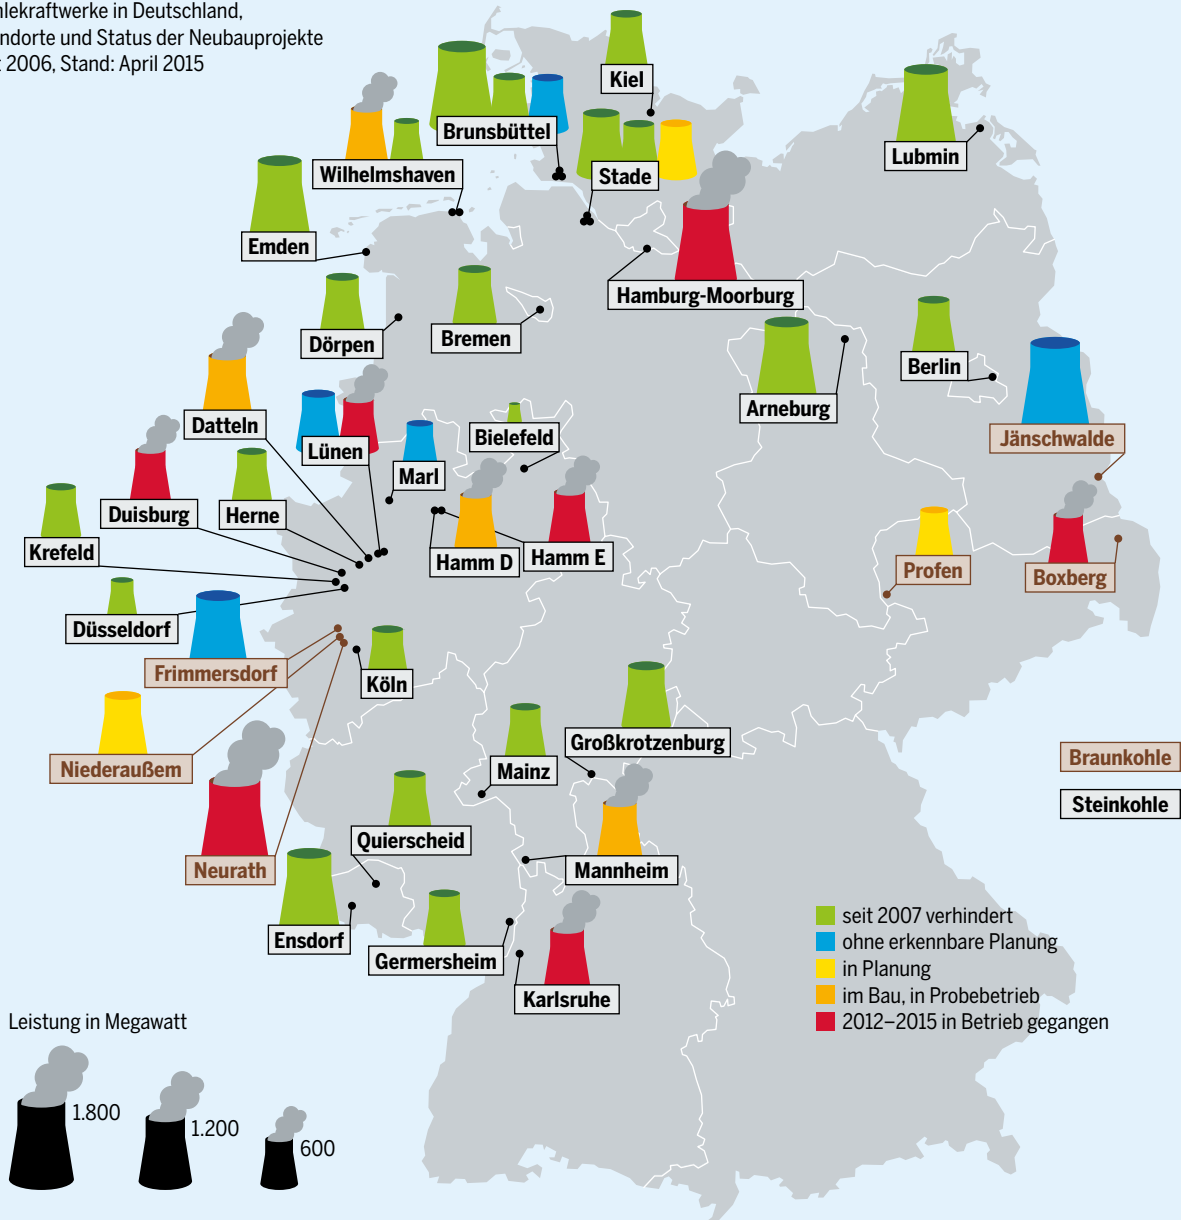 hlekraftwerke in Deutschland,
ndorte und Status der Neubauprojekte
t 2006, Stand: April 2015
Kiel
Brunsbüttel
Lubmin
Wilhelmshaven
Stade
Emden
Hamburg-Moorburg
Dörpen
Bremen
Berlin
Arneburg
Datteln
Lünen
Bielefeld
Jänschwalde
Marl
Duisburg
Herne
Krefeld
Hamm D
Hamm E
Profen
Boxberg
Düsseldorf
Frimmersdorf
Köln
Großkrotzenburg
Niederaußem
Mainz
Braunkohle
Steinkohle
Quierscheid
Neurath
Mannheim
Ensdorf
Germersheim
Karlsruhe
seit 2007 verhindert
ohne erkennbare Planung
in Planung
im Bau, in Probebetrieb
2012–2015 in Betrieb gegangen
Leistung in Megawatt
1.800
1.200
600